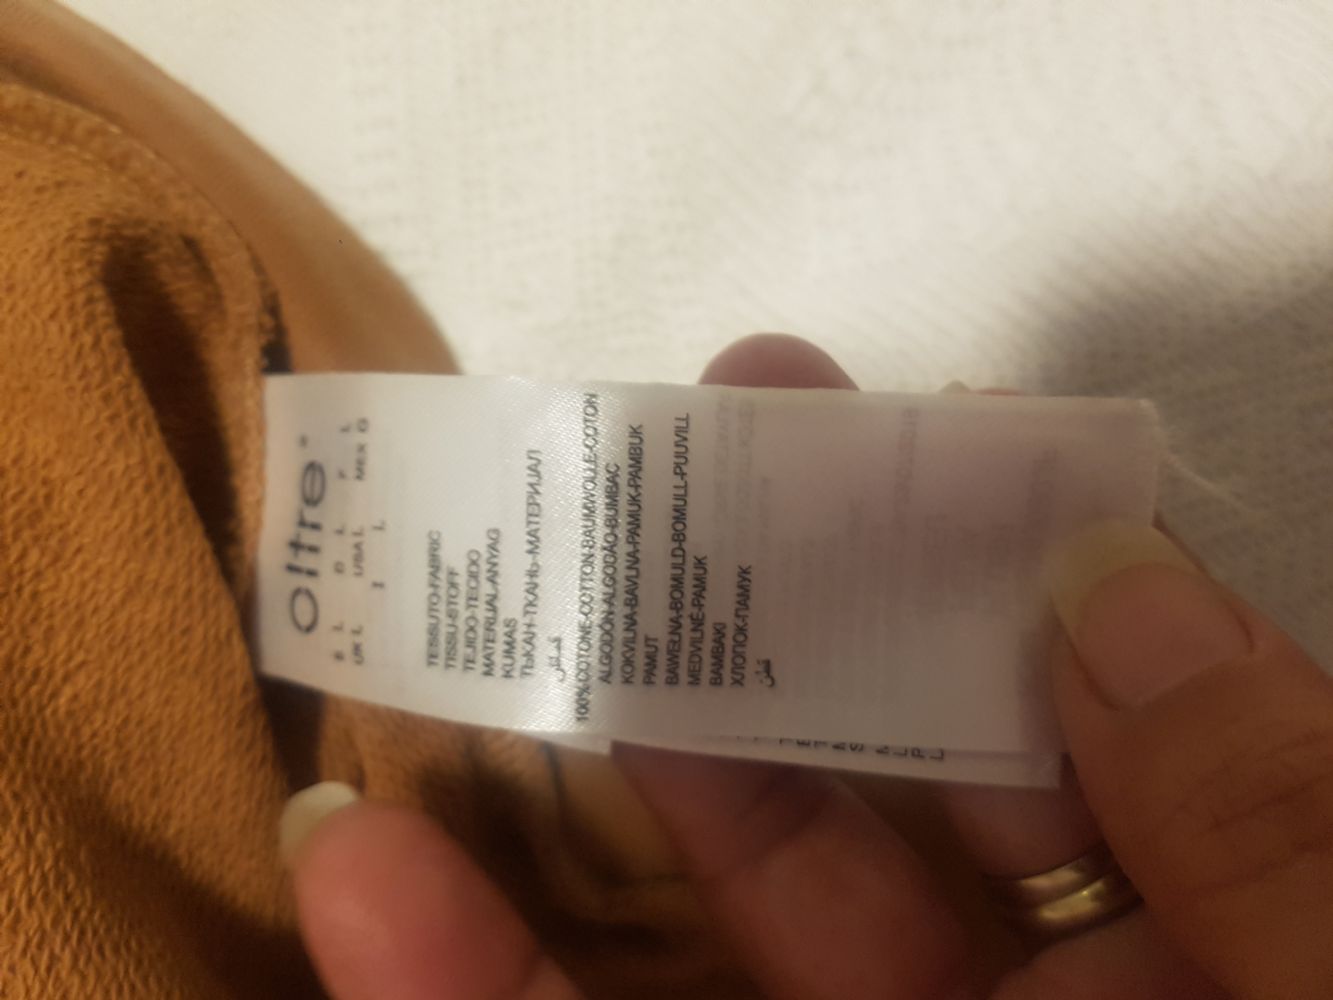 Oltre
E L D L F L
UK L USA L MEX G
I L
TESSUTO-FABRIC
TISSU-STOFF
TEJIDO-TECIDO
MATERIJAL-ANYAG
KUMAS
ТЪКАН-ТКАНЬ-МАТЕРИЈАЛ
100%COTONE-COTTON-BAUMWOLLE-COTON
ALGODÓN-ALGODÃO-BUMBAC
KOKVILNA-BAVLNA-PAMUK-PAMBUK
PAMUT
BAWEŁNA-BOMULD-BOMULL-PUUVILL
MEDVILNÉ-PAMUK
BAMBAKI
ХЛОПОК-ПАМУК
قطن